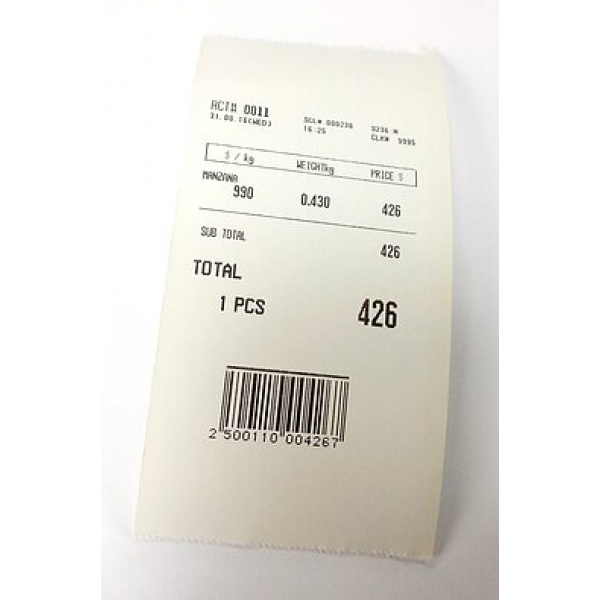 RCT# 0011
31.08.16(WED) SCL# 000236 S236 N
16:25 CLK# 9995
$ / kg WEIGHTkg PRICE $
MANZANA
990 0.430 426
SUB TOTAL 426
TOTAL
1 PCS 426
2 500110 004267